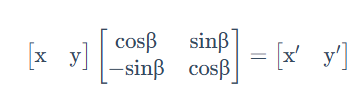 [x y] [cosβ sinβ
-sinβ cosβ] = [x′ y′]